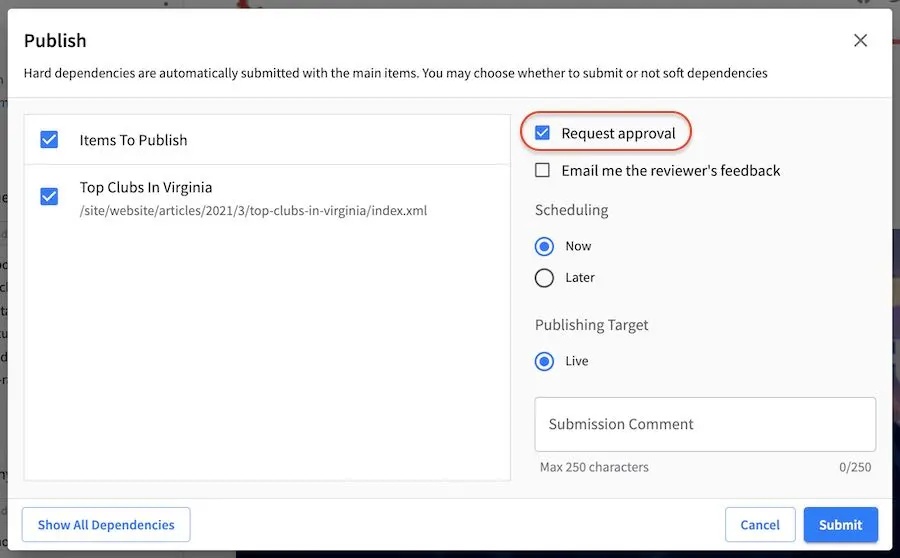 Publish
Hard dependencies are automatically submitted with the main items. You may choose whether to submit or not soft dependencies
Items To Publish
Top Clubs In Virginia
/site/website/articles/2021/3/top-clubs-in-virginia/index.xml
Request approval
Email me the reviewer's feedback
Scheduling
Now
Later
Publishing Target
Live
Submission Comment
Max 250 characters
0/250
Show All Dependencies
Cancel
Submit